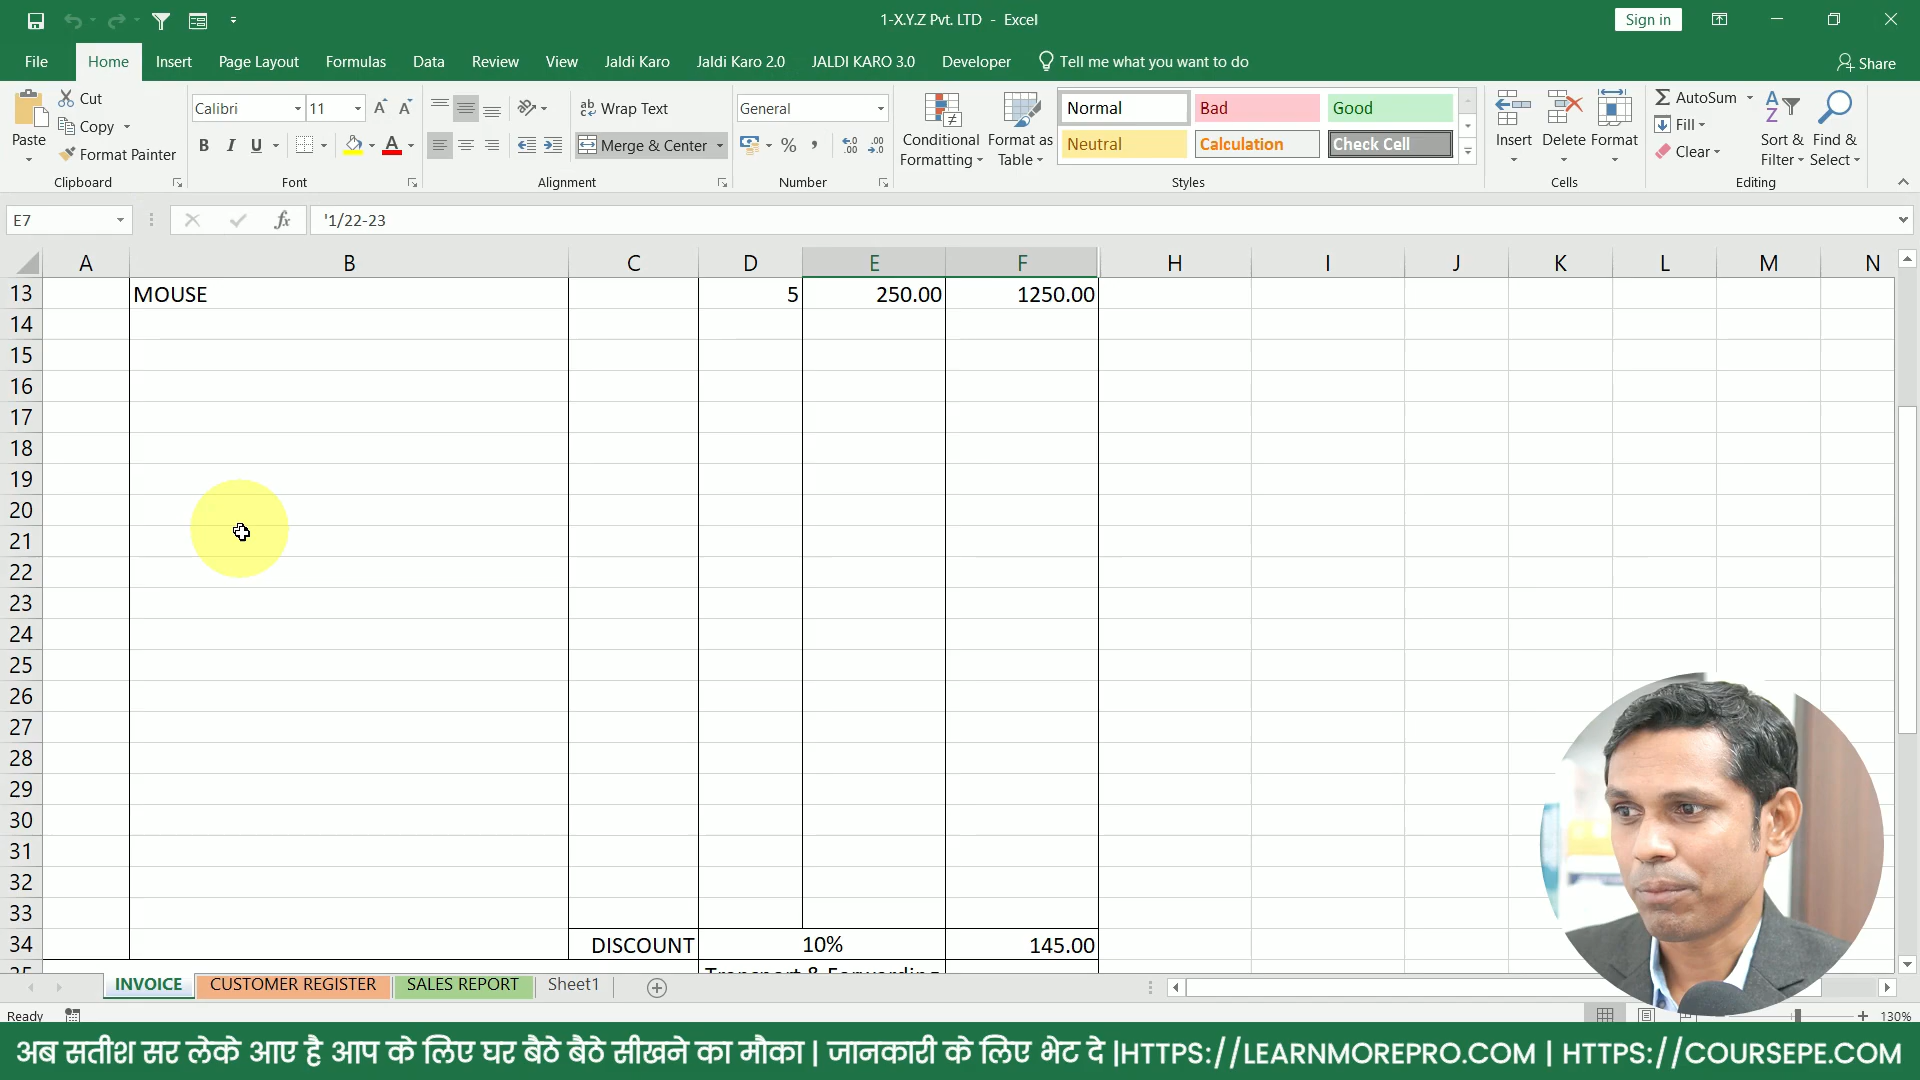 1-X.Y.Z Pvt. LTD - Excel
Sign in
File Home Insert Page Layout Formulas Data Review View Jaldi Karo Jaldi Karo 2.0 JALDI KARO 3.0 Developer Tell me what you want to do Share
Paste
Cut
Copy
Format Painter
Clipboard
Calibri 11
B I U
Font
Wrap Text
Merge & Center
Alignment
General
Number
Conditional Formatting
Format as Table
Normal Bad Good
Neutral Calculation Check Cell
Styles
Insert Delete Format
Cells
AutoSum
Fill
Clear
Sort & Filter
Find & Select
Editing
E7 fx '1/22-23
A B C D E F H I J K L M N
13 MOUSE 5 250.00 1250.00
14
15
16
17
18
19
20
21
22
23
24
25
26
27
28
29
30
31
32
33
34 DISCOUNT 10% 145.00
Transport & Forwarding
INVOICE CUSTOMER REGISTER SALES REPORT Sheet1
Ready 130%
अब सतीश सर लेके आए है आप के लिए घर बैठे बैठे सीखने का मौका | जानकारी के लिए भेट दे |HTTPS://LEARNMOREPRO.COM | HTTPS://COURSEPE.COM